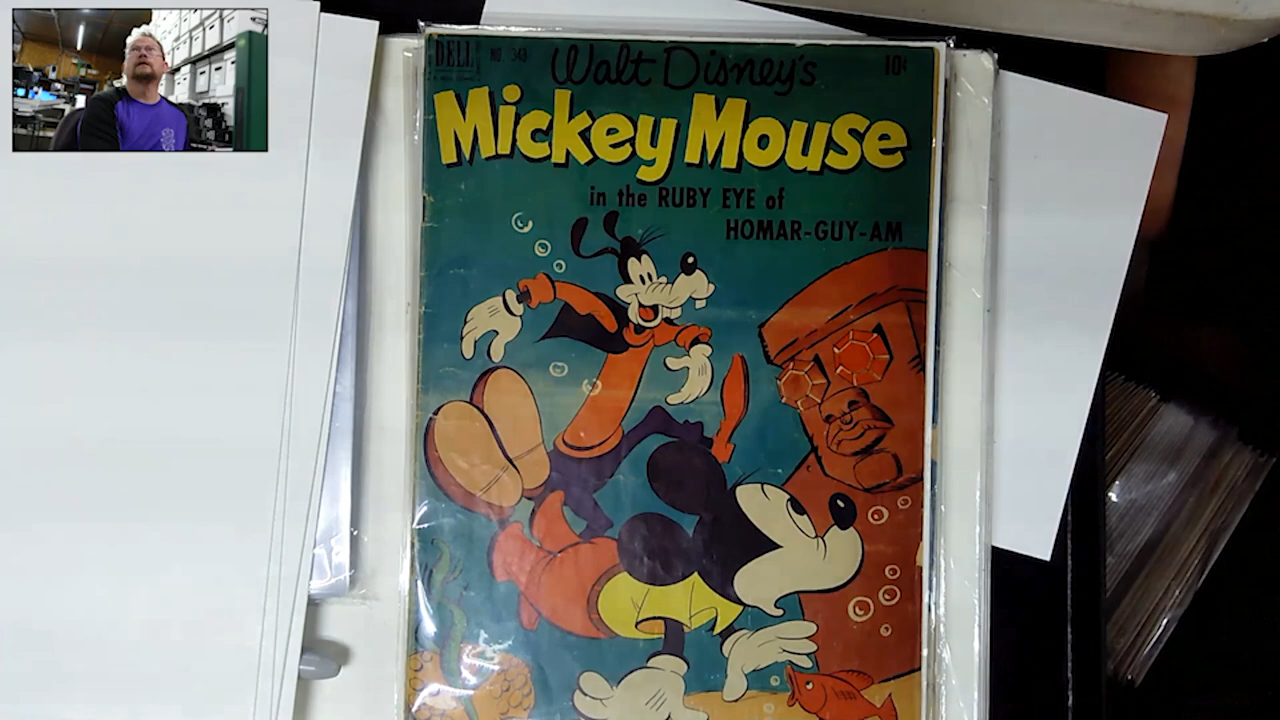 DELL NO. 343 Walt Disney's 10¢
Mickey Mouse
in the RUBY EYE of
HOMAR-GUY-AM